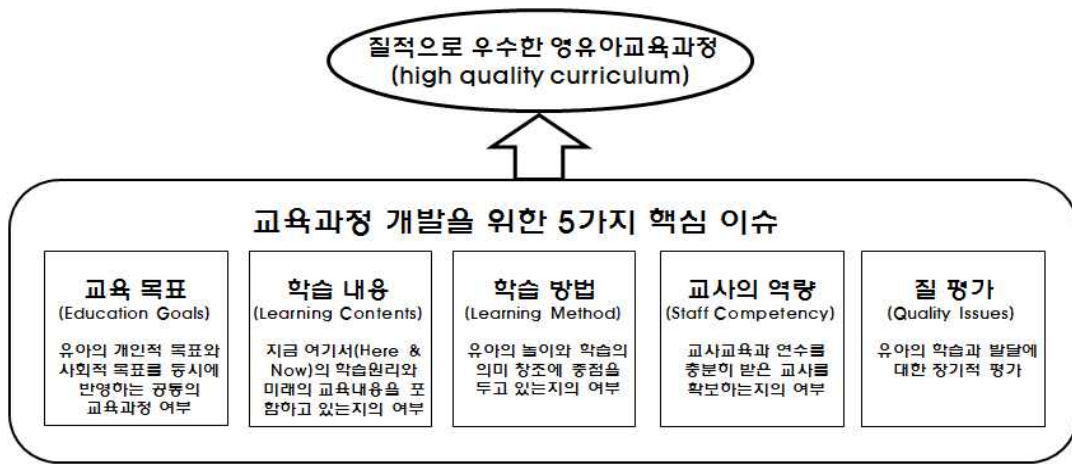 질적으로 우수한 영유아교육과정
(high quality curriculum)
교육과정 개발을 위한 5가지 핵심 이슈
교육 목표
(Education Goals)
유아의 개인적 목표와
사회적 목표를 동시에
반영하는 공통의
교육과정 여부
학습 내용
(Learning Contents)
지금 여기서(Here &
Now)의 학습원리와
미래의 교육내용을 포
함하고 있는지의 여부
학습 방법
(Learning Method)
유아의 놀이와 학습의
의미 창조에 중점을
두고 있는지의 여부
교사의 역량
(Staff Competency)
교사교육과 연수를
충분히 받은 교사를
확보하는지의 여부
질 평가
(Quality Issues)
유아의 학습과 발달에
대한 장기적 평가